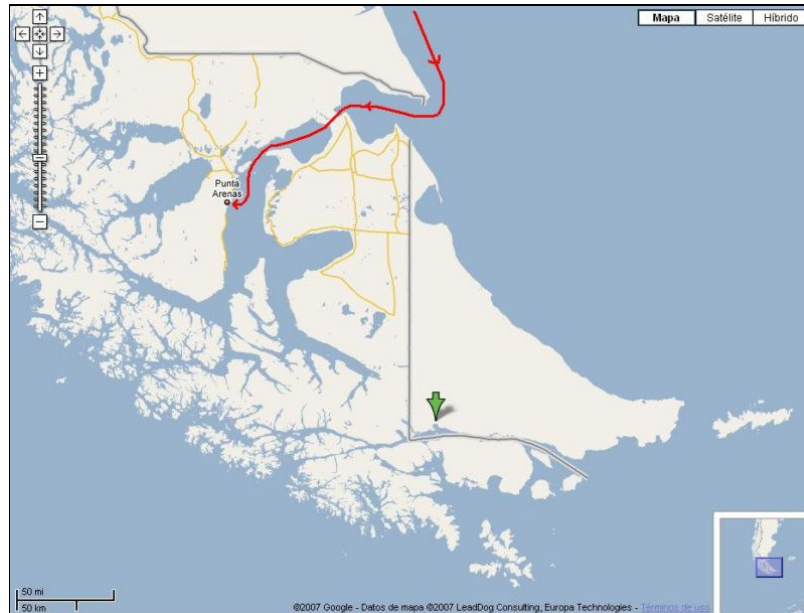 Mapa
Satélite
Híbrido
Punta
Arenas
50 mi
50 km
©2007 Google - Datos de mapa ©2007 LeadDog Consulting, Europa Technologies - Términos de uso